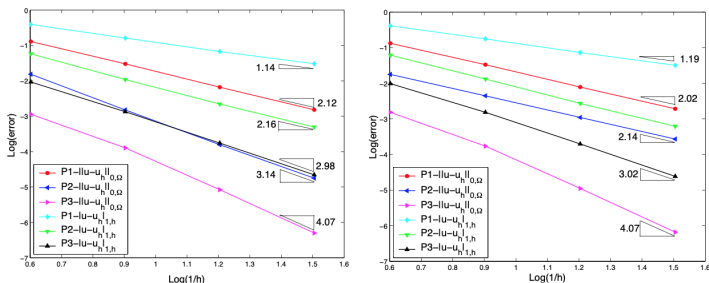 0
-1
-2
-3
-4
-5
-6
-7
0.6 0.7 0.8 0.9 1 1.1 1.2 1.3 1.4 1.5 1.6
Log(error)
Log(1/h)
1.14
2.12
2.16
2.98
3.14
4.07
P1-||u-u_h||_{0,Ω}
P2-||u-u_h||_{0,Ω}
P3-||u-u_h||_{0,Ω}
P1-|u-u_h|_{1,h}
P2-|u-u_h|_{1,h}
P3-|u-u_h|_{1,h}
0
-1
-2
-3
-4
-5
-6
-7
0.6 0.7 0.8 0.9 1 1.1 1.2 1.3 1.4 1.5 1.6
Log(error)
Log(1/h)
1.19
2.02
2.14
3.02
4.07
P1-||u-u_h||_{0,Ω}
P2-||u-u_h||_{0,Ω}
P3-||u-u_h||_{0,Ω}
P1-|u-u_h|_{1,h}
P2-|u-u_h|_{1,h}
P3-|u-u_h|_{1,h}